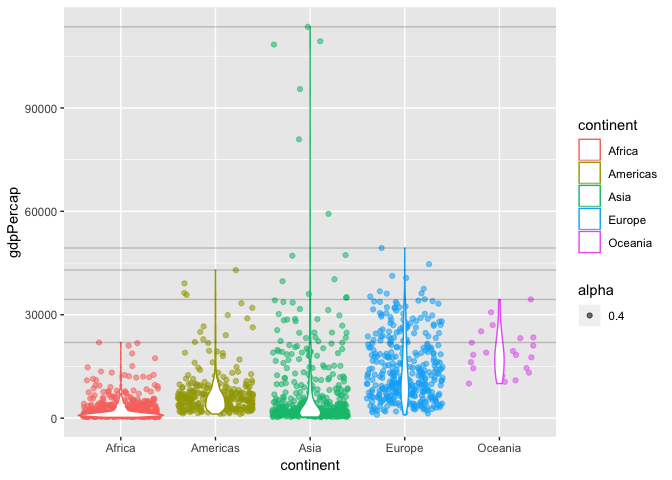 gdpPercap
90000
60000
30000
0
Africa
Americas
Asia
Europe
Oceania
continent
continent
Africa
Americas
Asia
Europe
Oceania
alpha
0.4